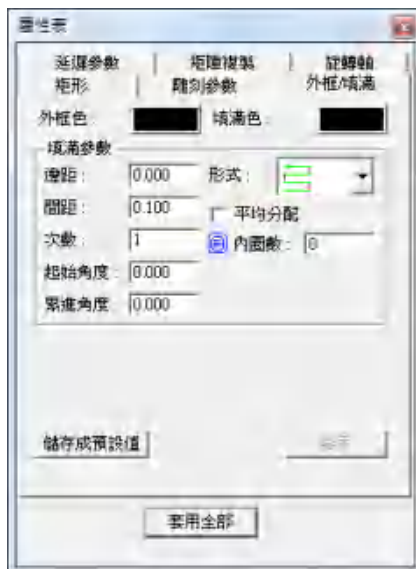 屬性表
延遲參數 矩陣複製 旋轉軸
矩形 雕刻參數 外框/填滿
外框色： 填滿色：
填滿參數
邊距： 0.000 形式：
間距： 0.100 平均分配
次數： 1 內圈數： 0
起始角度： 0.000
累進角度 0.000
儲存成預設值
套用全部